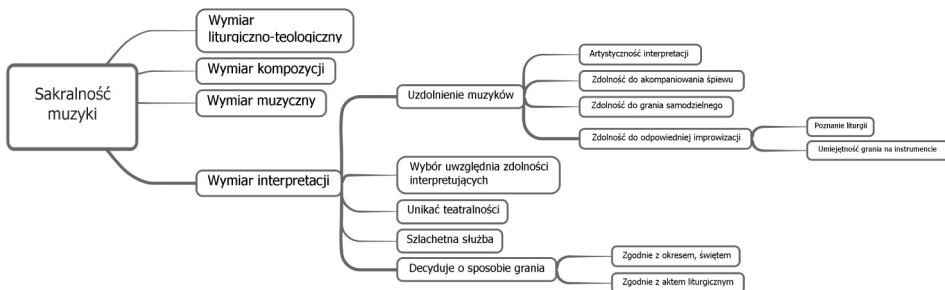 Sakralność
muzyki
Wymiar
liturgiczno-teologiczny
Wymiar kompozycji
Wymiar muzyczny
Wymiar interpretacji
Uzdolnienie muzyków
Artystyczność interpretacji
Zdolność do akompaniowania śpiewu
Zdolność do grania samodzielnego
Zdolność do odpowiedniej improwizacji
Poznanie liturgii
Umiejętność grania na instrumencie
Wybór uwzględnia zdolności
interpretujących
Unikać teatralności
Szlachetna służba
Decyduje o sposobie grania
Zgodnie z okresem, świętem
Zgodnie z aktem liturgicznym